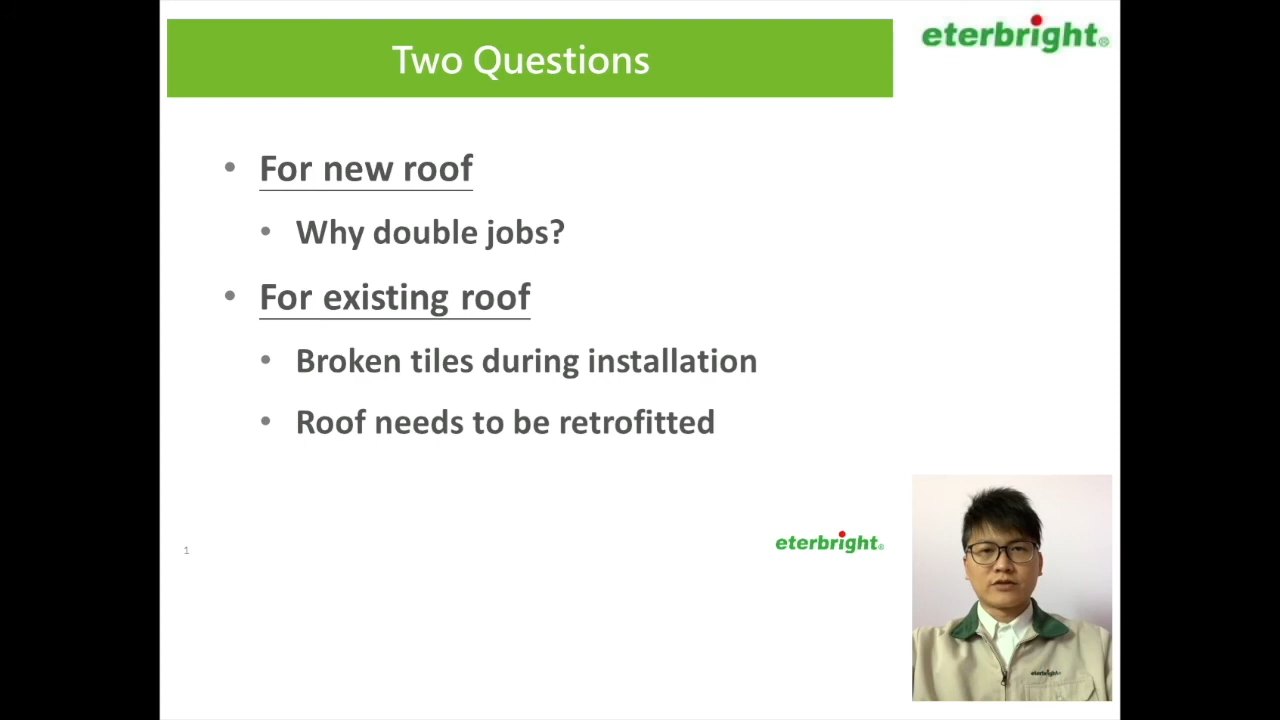 Two Questions
eterbright®
• For new roof
• Why double jobs?
• For existing roof
• Broken tiles during installation
• Roof needs to be retrofitted
1
eterbright®
eterbright